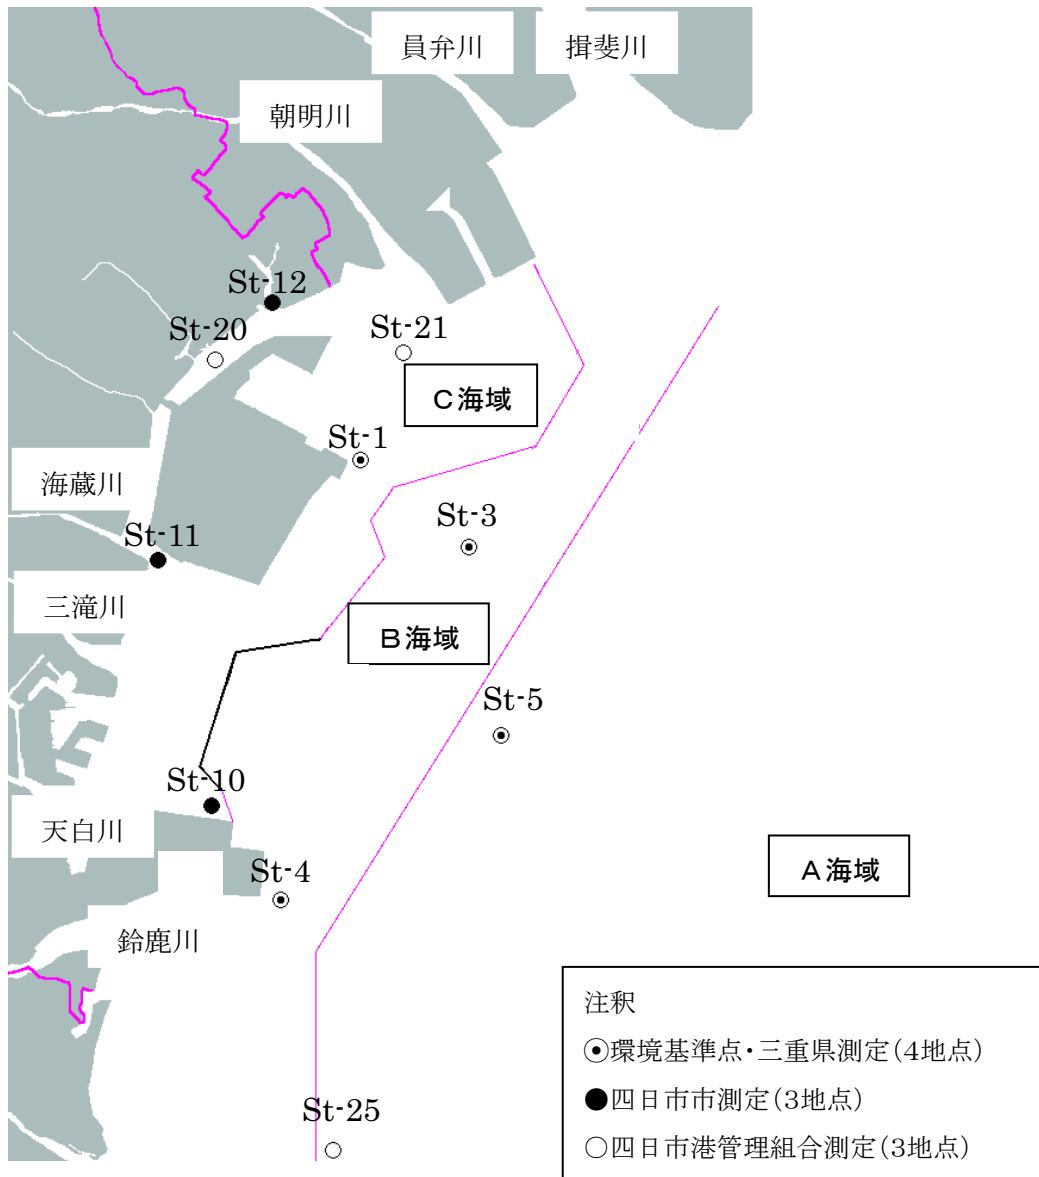 員弁川
揖斐川
朝明川
St-12
St-20
St-21
C海域
St-1
海蔵川
St-3
St-11
三滝川
B海域
St-5
St-10
天白川
St-4
A海域
鈴鹿川
注釈
◉環境基準点・三重県測定(4地点)
●四日市市測定(3地点)
St-25
○四日市港管理組合測定(3地点)